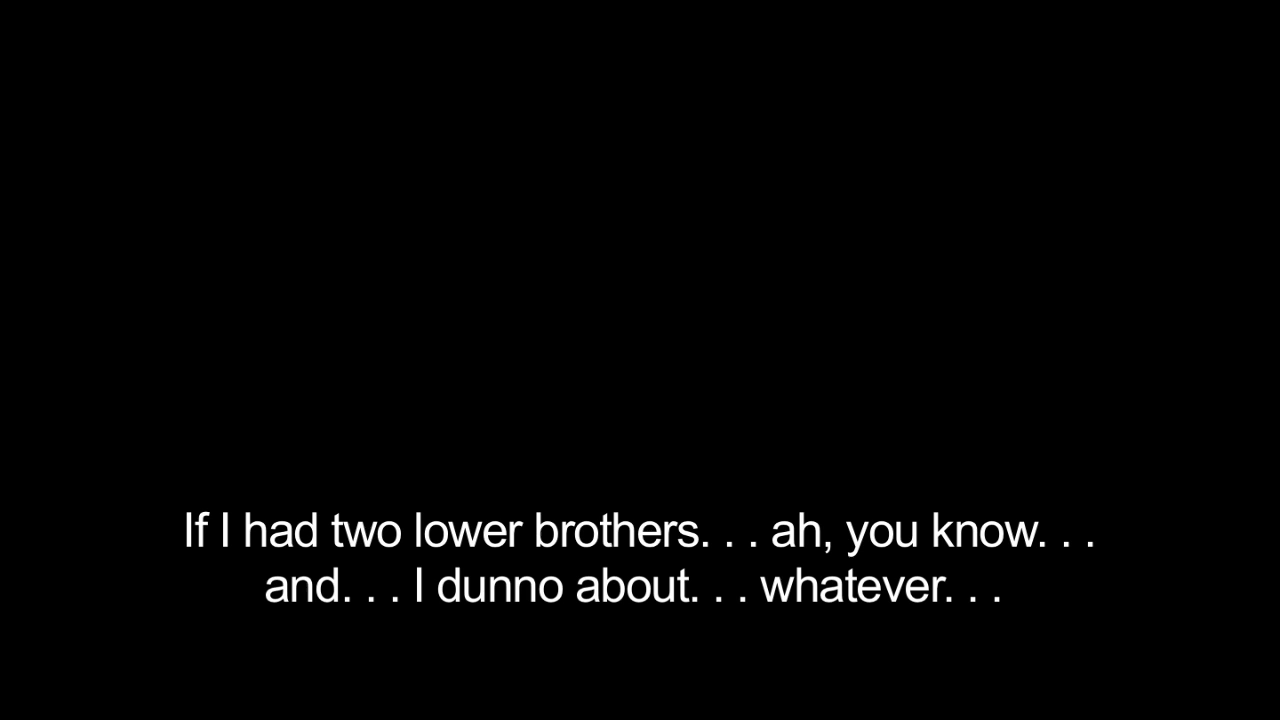 If I had two lower brothers. . . ah, you know. . .
and. . . I dunno about. . . whatever. . .